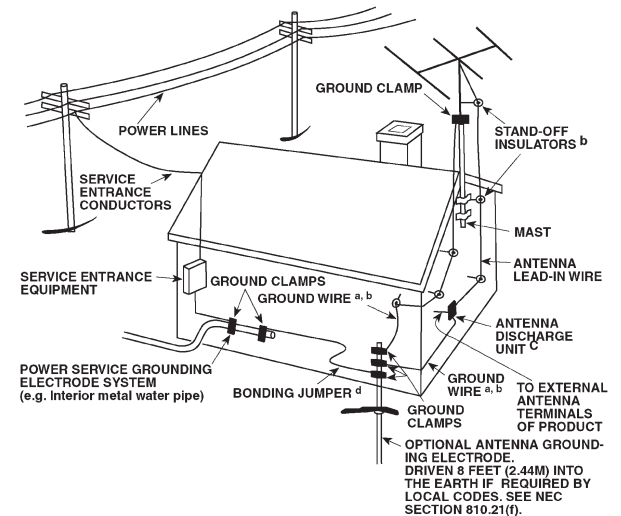 GROUND CLAMP
POWER LINES
STAND-OFF
INSULATORS b
SERVICE
ENTRANCE
CONDUCTORS
MAST
ANTENNA
LEAD-IN WIRE
SERVICE ENTRANCE
EQUIPMENT
GROUND CLAMPS
GROUND WIRE a, b
ANTENNA
DISCHARGE
UNIT C
POWER SERVICE GROUNDING
ELECTRODE SYSTEM
(e.g. Interior metal water pipe)
BONDING JUMPER d
GROUND
WIRE a, b
GROUND
CLAMPS
TO EXTERNAL
ANTENNA
TERMINALS
OF PRODUCT
OPTIONAL ANTENNA GROUND-
ING ELECTRODE.
DRIVEN 8 FEET (2.44M) INTO
THE EARTH IF REQUIRED BY
LOCAL CODES. SEE NEC
SECTION 810.21(f).